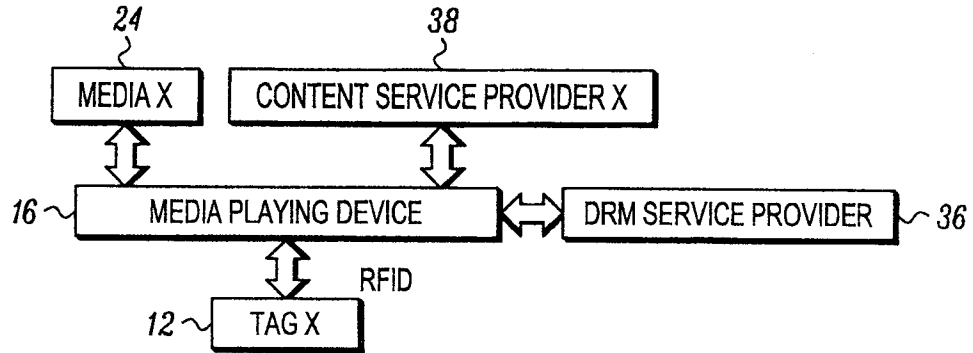 24
38
MEDIA X
CONTENT SERVICE PROVIDER X
16
MEDIA PLAYING DEVICE
DRM SERVICE PROVIDER
36
RFID
12
TAG X